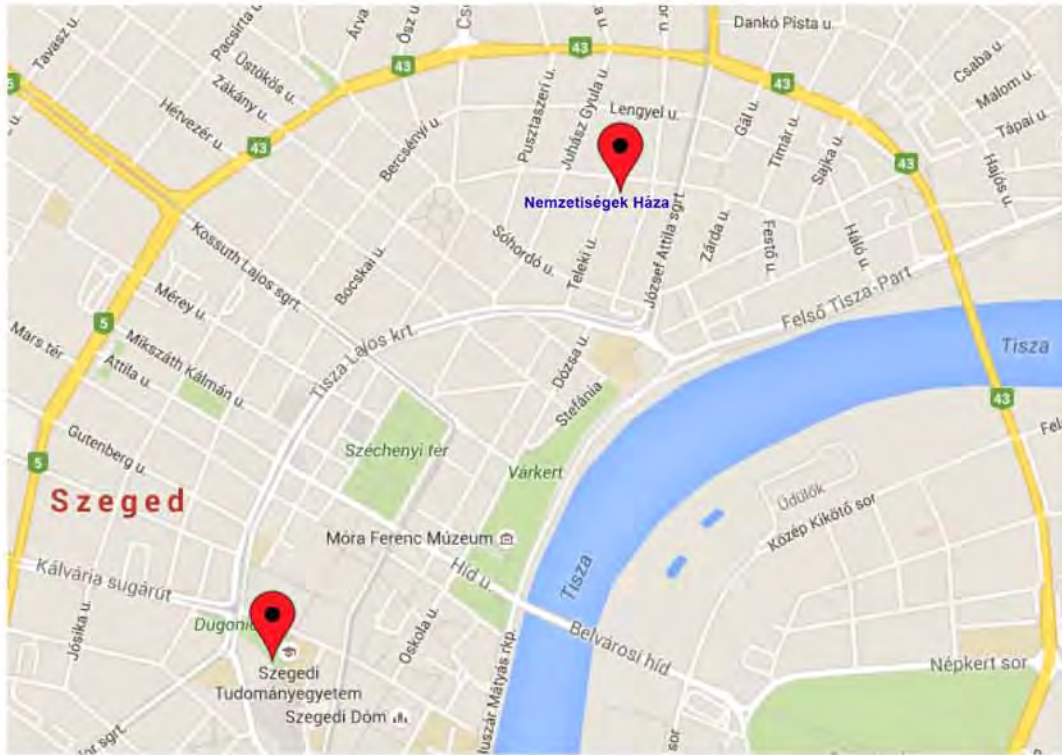 Tavasz u.
Pacsirta u.
Üstökös u.
Zákány u.
Hétvezér u.
Árva
Ősz u.
43
43
43
43
43
43
5
5
5
Dankó Pista u.
Csaba u.
Malom u.
Tápai u.
Hajós u.
Bercsényi u.
Pusztaszeri u.
Juhász Gyula u.
Lengyel u.
Gál u.
Tímár u.
Sajka u.
Nemzetiségek Háza
Kossuth Lajos sgrt.
Bocskai u.
Sóhordó u.
Teleki u.
József Attila sgrt.
Zárda u.
Festő u.
Háló u.
Felső Tisza-Part
Tisza
Mérey u.
Mars tér
Mikszáth Kálmán u.
Attila u.
Tisza Lajos krt.
Dózsa u.
Stefánia
Gutenberg u.
Széchenyi tér
Várkert
Szeged
Üdülők
Közép Kikötő sor
Móra Ferenc Múzeum
Híd u.
Tisza
Kálvária sugárút
Jósika u.
Oskola u.
Belvárosi híd
Szegedi
Tudományegyetem
Szegedi Dóm
Népkert sor